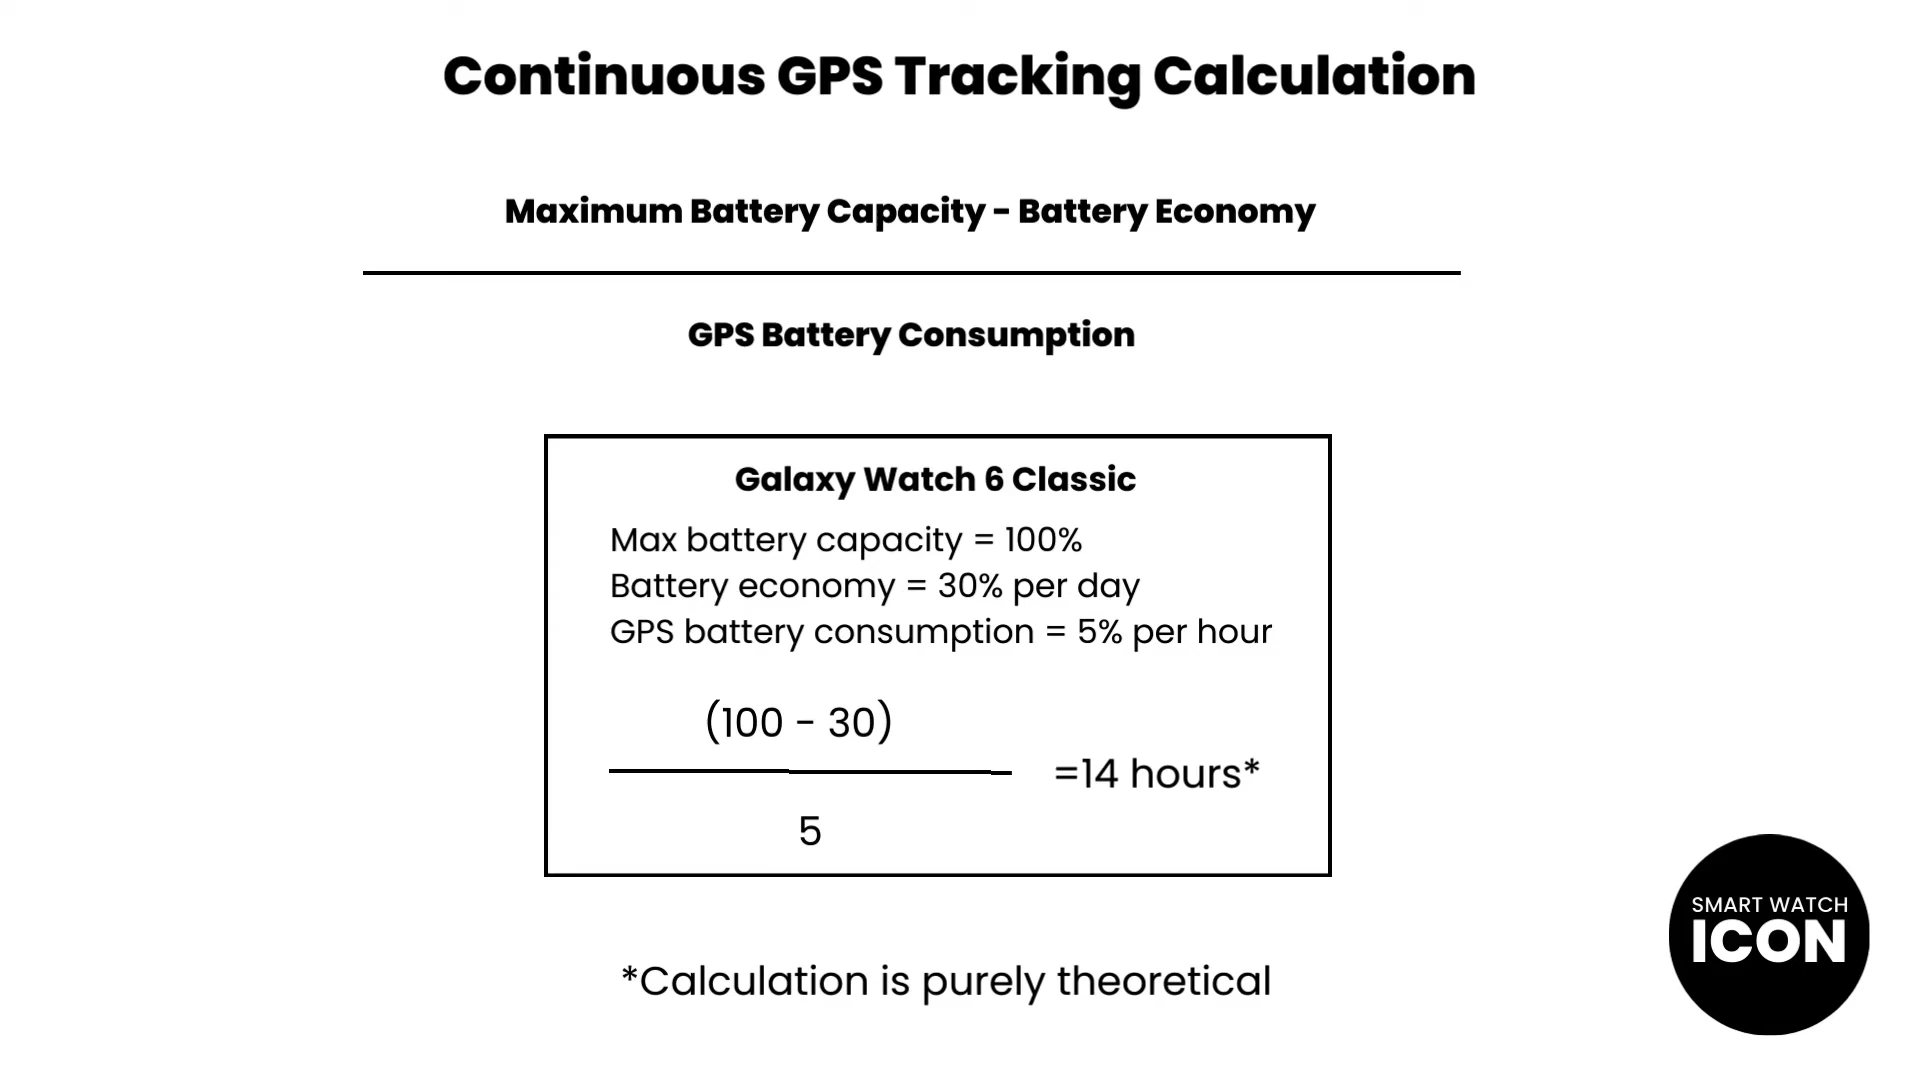 Continuous GPS Tracking Calculation
Maximum Battery Capacity - Battery Economy
GPS Battery Consumption
Galaxy Watch 6 Classic
Max battery capacity = 100%
Battery economy = 30% per day
GPS battery consumption = 5% per hour
(100 - 30)
=14 hours*
5
SMART WATCH
ICON
*Calculation is purely theoretical